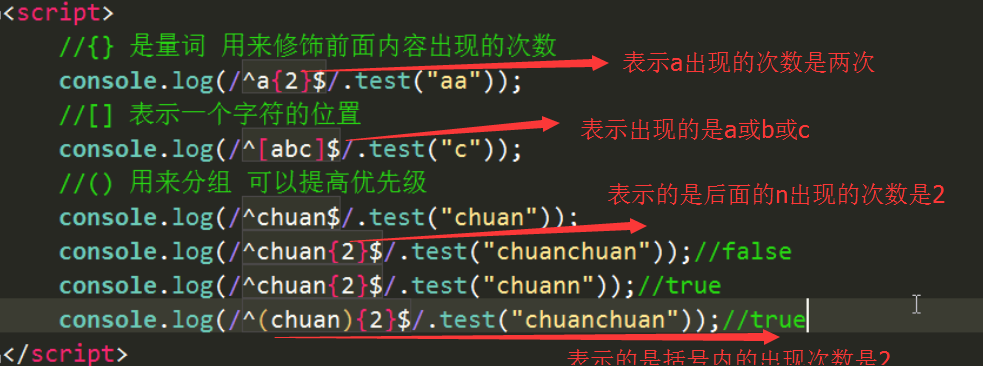 <script>
//{} 是量词 用来修饰前面内容出现的次数
console.log(/^a{2}$/.test("aa"));
表示a出现的次数是两次
//[] 表示一个字符的位置
console.log(/^[abc]$/.test("c"));
表示出现的是a或b或c
//() 用来分组 可以提高优先级
console.log(/^chuan$/.test("chuan"));
表示的是后面的n出现的次数是2
console.log(/^chuan{2}$/.test("chuanchuan"));//false
console.log(/^chuan{2}$/.test("chuann"));//true
console.log(/^(chuan){2}$/.test("chuanchuan"));//true
</script>
表示的是括号内的出现次数是2